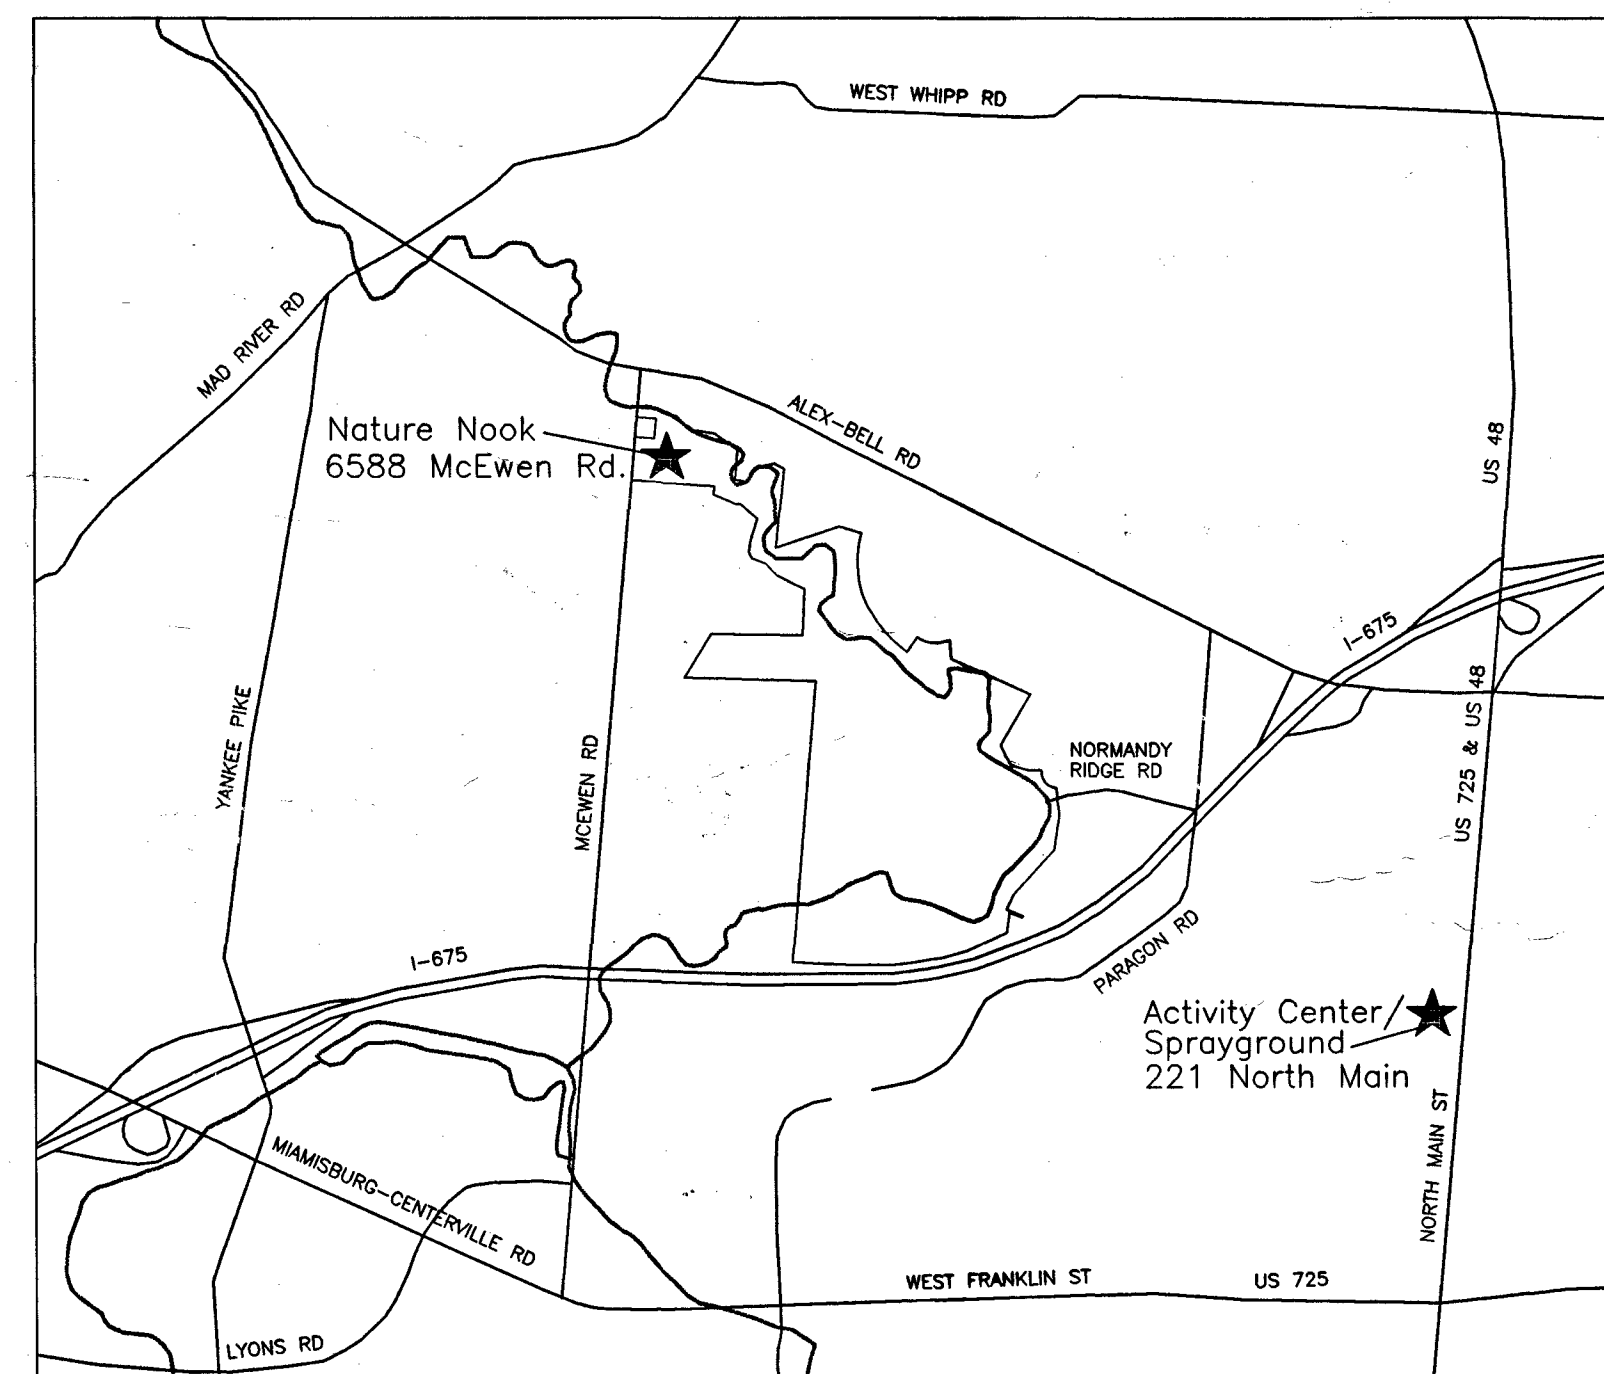 WEST WHIPP RD
MAD RIVER RD
Nature Nook
6588 McEwen Rd.
ALEX-BELL RD
US 48
I-675
US 725 & US 48
YANKEE PIKE
MCEWEN RD
NORMANDY
RIDGE RD
I-675
PARAGON RD
Activity Center/
Sprayground
221 North Main
NORTH MAIN ST
MIAMISBURG-CENTERVILLE RD
WEST FRANKLIN ST
US 725
LYONS RD